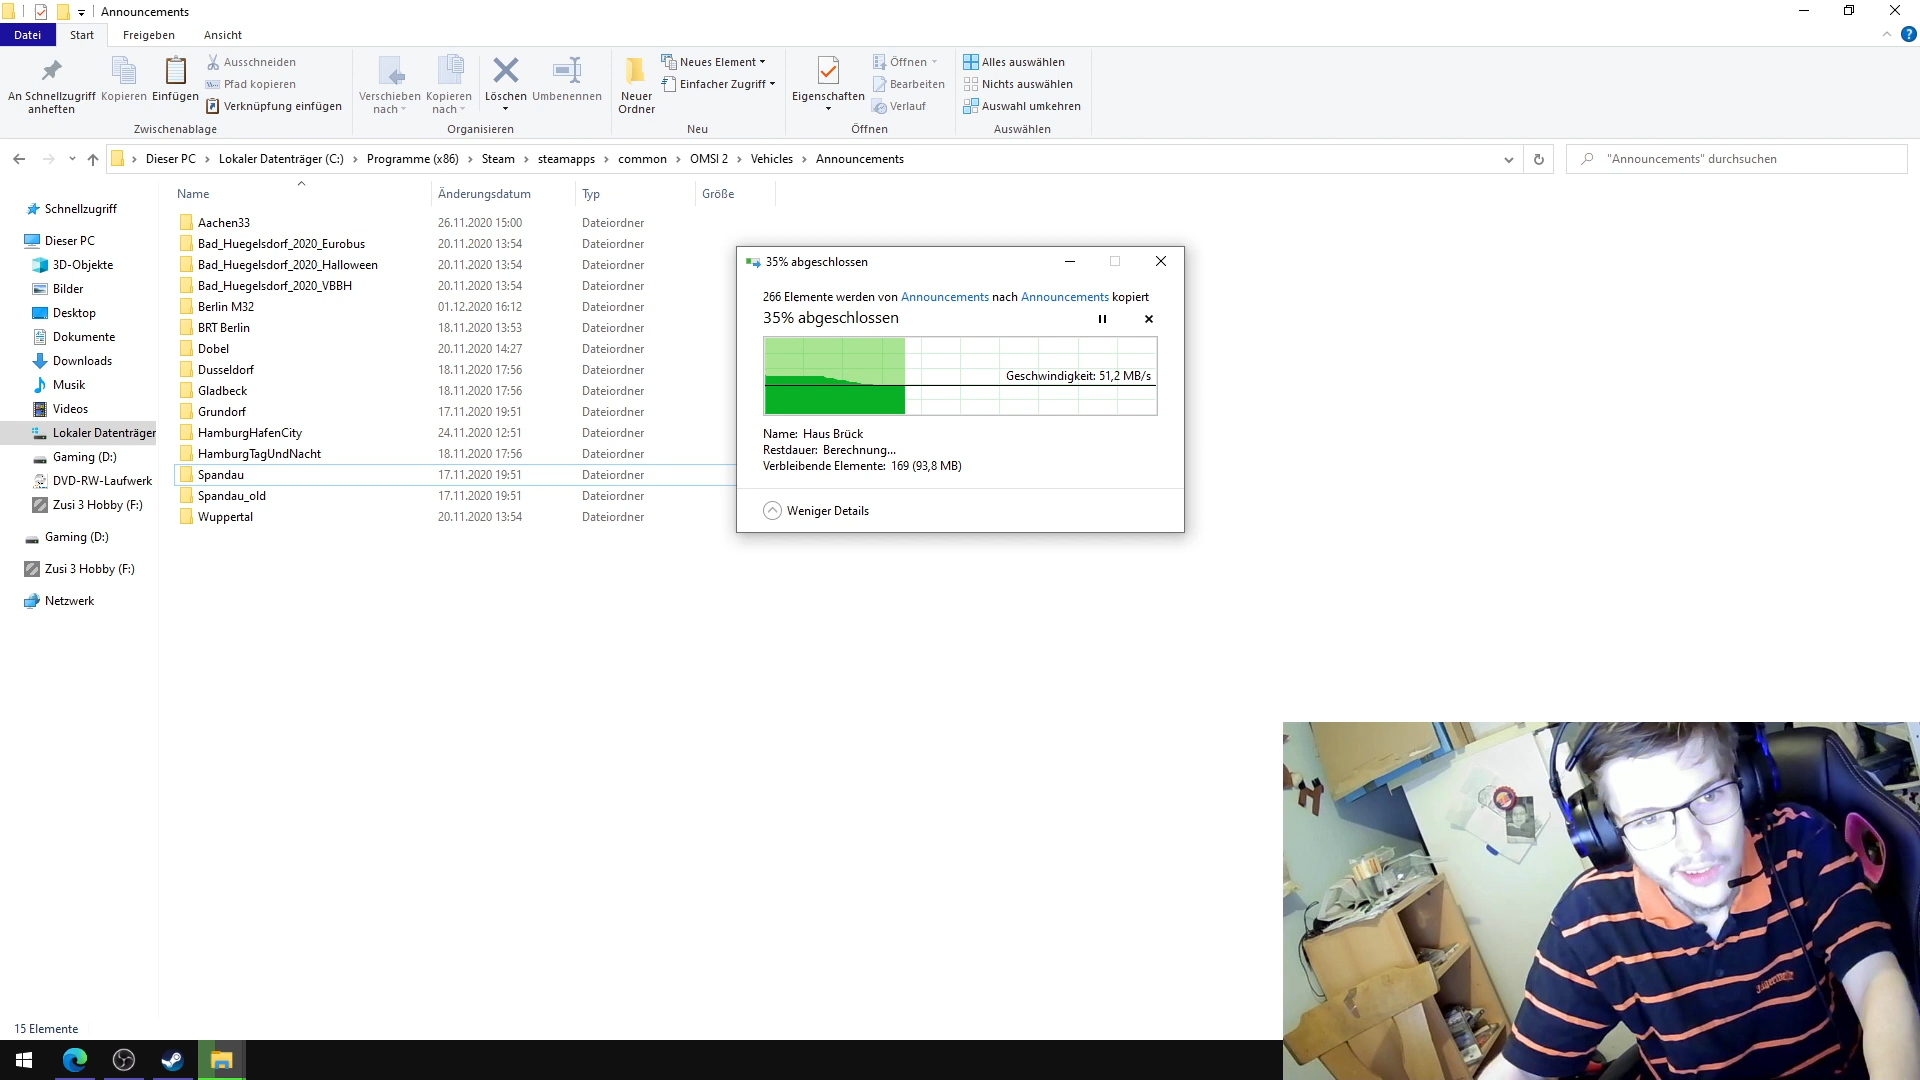 Announcements
Datei Start Freigeben Ansicht
An Schnellzugriff anheften
Kopieren
Einfügen
Ausschneiden
Pfad kopieren
Verknüpfung einfügen
Zwischenablage
Verschieben nach
Kopieren nach
Löschen
Umbenennen
Organisieren
Neuer Ordner
Neues Element
Einfacher Zugriff
Neu
Eigenschaften
Öffnen
Bearbeiten
Verlauf
Öffnen
Alles auswählen
Nichts auswählen
Auswahl umkehren
Auswählen
Dieser PC › Lokaler Datenträger (C:) › Programme (x86) › Steam › steamapps › common › OMSI 2 › Vehicles › Announcements
"Announcements" durchsuchen
Schnellzugriff
Dieser PC
3D-Objekte
Bilder
Desktop
Dokumente
Downloads
Musik
Videos
Lokaler Datenträger
Gaming (D:)
DVD-RW-Laufwerk
Zusi 3 Hobby (F:)
Gaming (D:)
Zusi 3 Hobby (F:)
Netzwerk
Name Änderungsdatum Typ Größe
Aachen33 26.11.2020 15:00 Dateiordner
Bad_Huegelsdorf_2020_Eurobus 20.11.2020 13:54 Dateiordner
Bad_Huegelsdorf_2020_Halloween 20.11.2020 13:54 Dateiordner
Bad_Huegelsdorf_2020_VBBH 20.11.2020 13:54 Dateiordner
Berlin M32 01.12.2020 16:12 Dateiordner
BRT Berlin 18.11.2020 13:53 Dateiordner
Dobel 20.11.2020 14:27 Dateiordner
Dusseldorf 18.11.2020 17:56 Dateiordner
Gladbeck 18.11.2020 17:56 Dateiordner
Grundorf 17.11.2020 19:51 Dateiordner
HamburgHafenCity 24.11.2020 12:51 Dateiordner
HamburgTagUndNacht 18.11.2020 17:56 Dateiordner
Spandau 17.11.2020 19:51 Dateiordner
Spandau_old 17.11.2020 19:51 Dateiordner
Wuppertal 20.11.2020 13:54 Dateiordner
35% abgeschlossen
266 Elemente werden von Announcements nach Announcements kopiert
35% abgeschlossen
Geschwindigkeit: 51,2 MB/s
Name: Haus Brück
Restdauer: Berechnung...
Verbleibende Elemente: 169 (93,8 MB)
Weniger Details
15 Elemente
Jägermeister